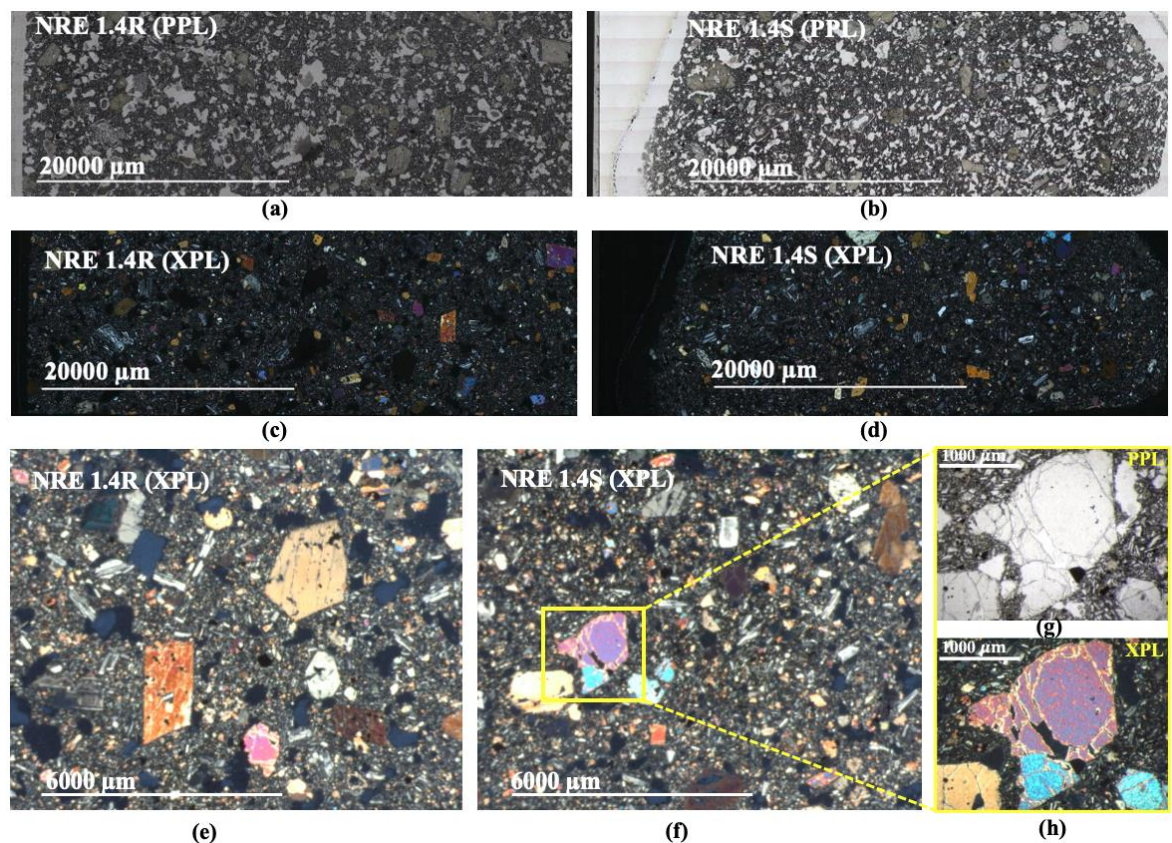 NRE 1.4R (PPL)
20000 µm
(a)
NRE 1.4S (PPL)
20000 µm
(b)
NRE 1.4R (XPL)
20000 µm
(c)
NRE 1.4S (XPL)
20000 µm
(d)
NRE 1.4R (XPL)
6000 µm
(e)
NRE 1.4S (XPL)
6000 µm
(f)
1000 µm
PPL
(g)
1000 µm
XPL
(h)